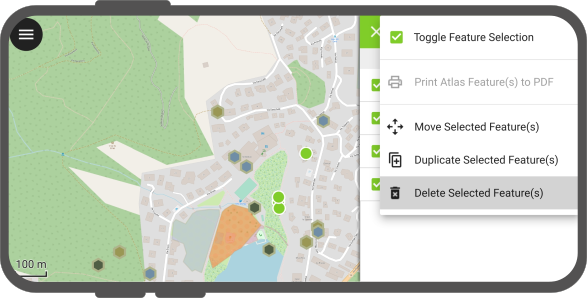 Toggle Feature Selection
Print Atlas Feature(s) to PDF
Move Selected Feature(s)
Duplicate Selected Feature(s)
Delete Selected Feature(s)
100 m